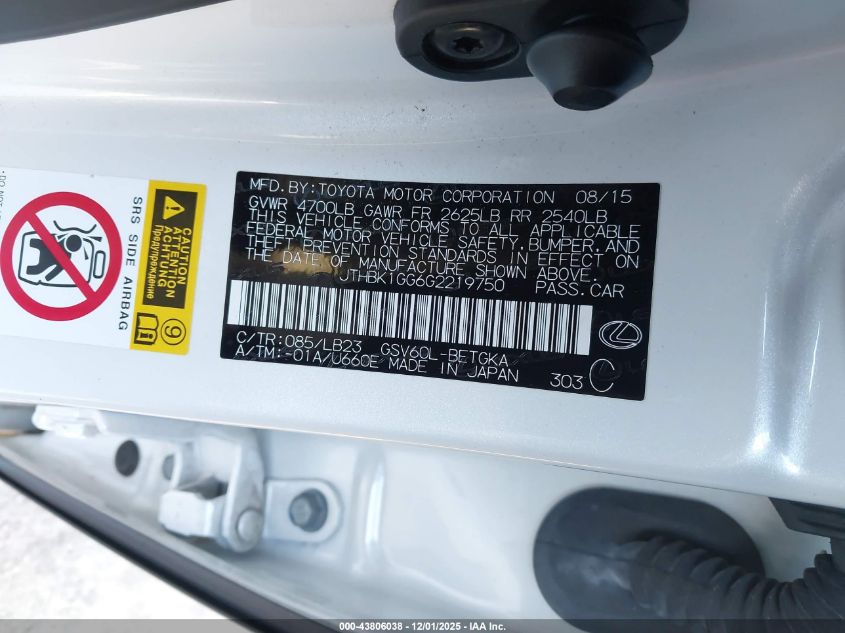 MFD. BY: TOYOTA MOTOR CORPORATION 08/15
GVWR 4700LB GAWR FR 2625LB RR 2540LB
THIS VEHICLE CONFORMS TO ALL APPLICABLE
FEDERAL MOTOR VEHICLE SAFETY, BUMPER, AND
THEFT PREVENTION STANDARDS IN EFFECT ON
THE DATE OF MANUFACTURE SHOWN ABOVE.
JTHBK1GG6G2219750 PASS. CAR
C/TR: 085/LB23 GSV60L-BETGKA
A/TM: -01A/U660E MADE IN JAPAN 303 C
SRS SIDE AIRBAG
CAUTION
ATTENTION
ACHTUNG
Предупреждение
9
000-43806038 - 12/01/2025 - IAA Inc.